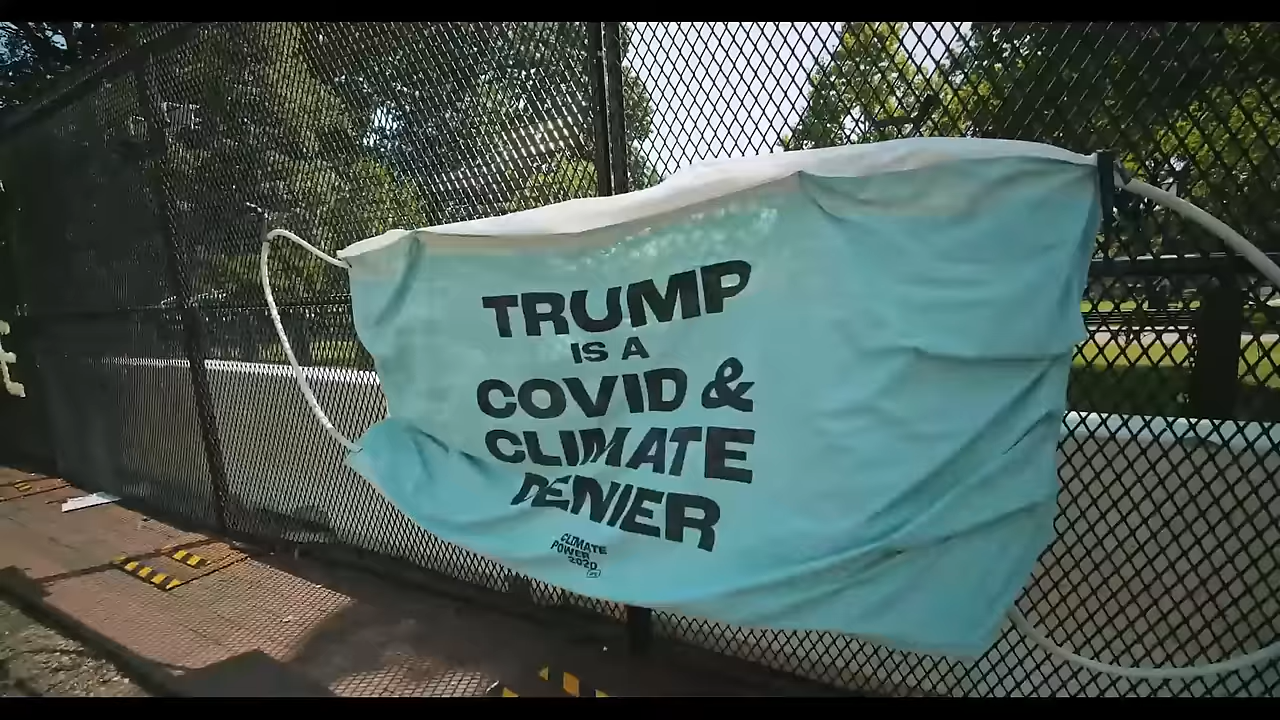 TRUMP
IS A
COVID &
CLIMATE
DENIER
CLIMATE
POWER
2020